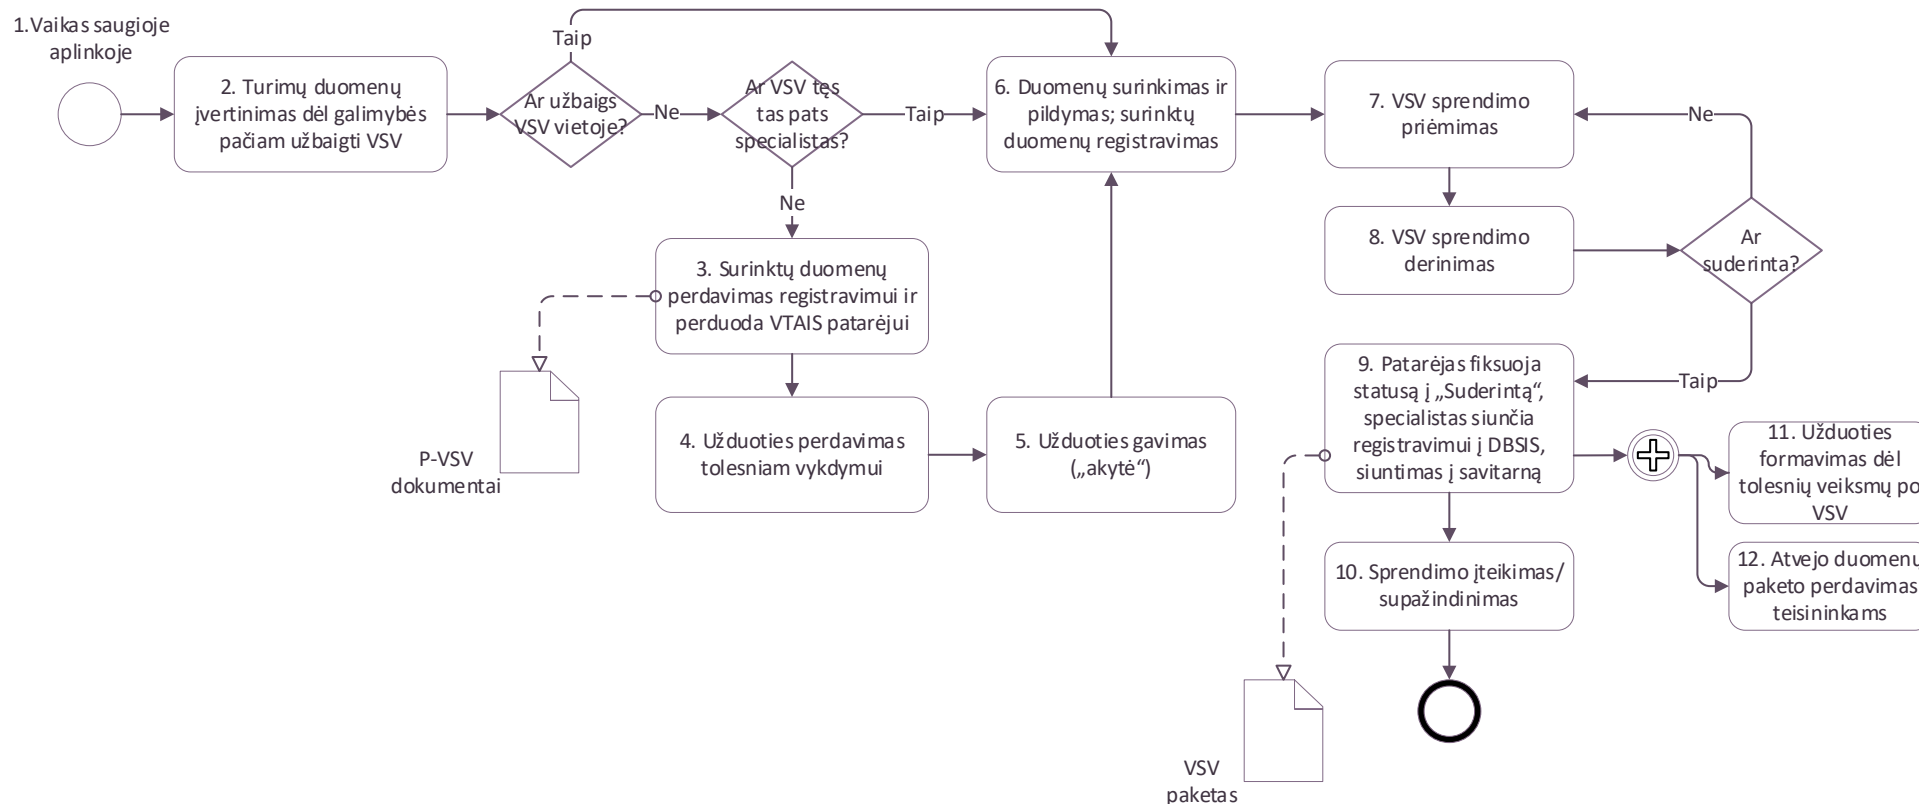 1.Vaikas saugioje
aplinkoje
2. Turimų duomenų
įvertinimas dėl galimybės
pačiam užbaigti VSV
Taip
Ar užbaigs
VSV vietoje?
Ne
Ar VSV tęs
tas pats
specialistas?
Taip
Ne
6. Duomenų surinkimas ir
pildymas; surinktų
duomenų registravimas
7. VSV sprendimo
priėmimas
Ne
8. VSV sprendimo
derinimas
Ar
suderinta?
Taip
3. Surinktų duomenų
perdavimas registravimui ir
perduoda VTAIS patarėjui
P-VSV
dokumentai
4. Užduoties perdavimas
tolesniam vykdymui
5. Užduoties gavimas
(„akytė“)
9. Patarėjas fiksuoja
statusą į „Suderintą“,
specialistas siunčia
registravimui į DBSIS,
siuntimas į savitarną
11. Užduoties
formavimas dėl
tolesnių veiksmų po
VSV
10. Sprendimo įteikimas/
supažindinimas
12. Atvejo duomenų
paketo perdavimas
teisininkams
VSV
paketas